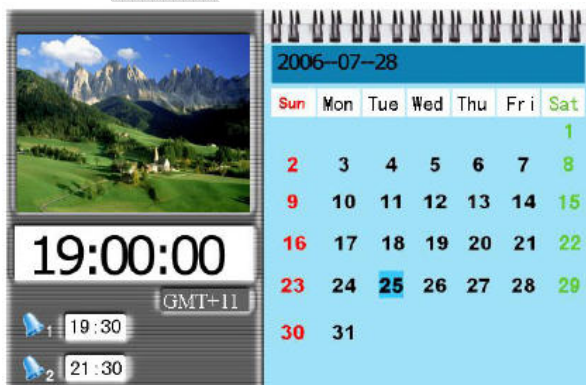 19:00:00
GMT+11
1 19:30
2 21:30
2006--07--28
Sun Mon Tue Wed Thu Fri Sat
1
2 3 4 5 6 7 8
9 10 11 12 13 14 15
16 17 18 19 20 21 22
23 24 25 26 27 28 29
30 31